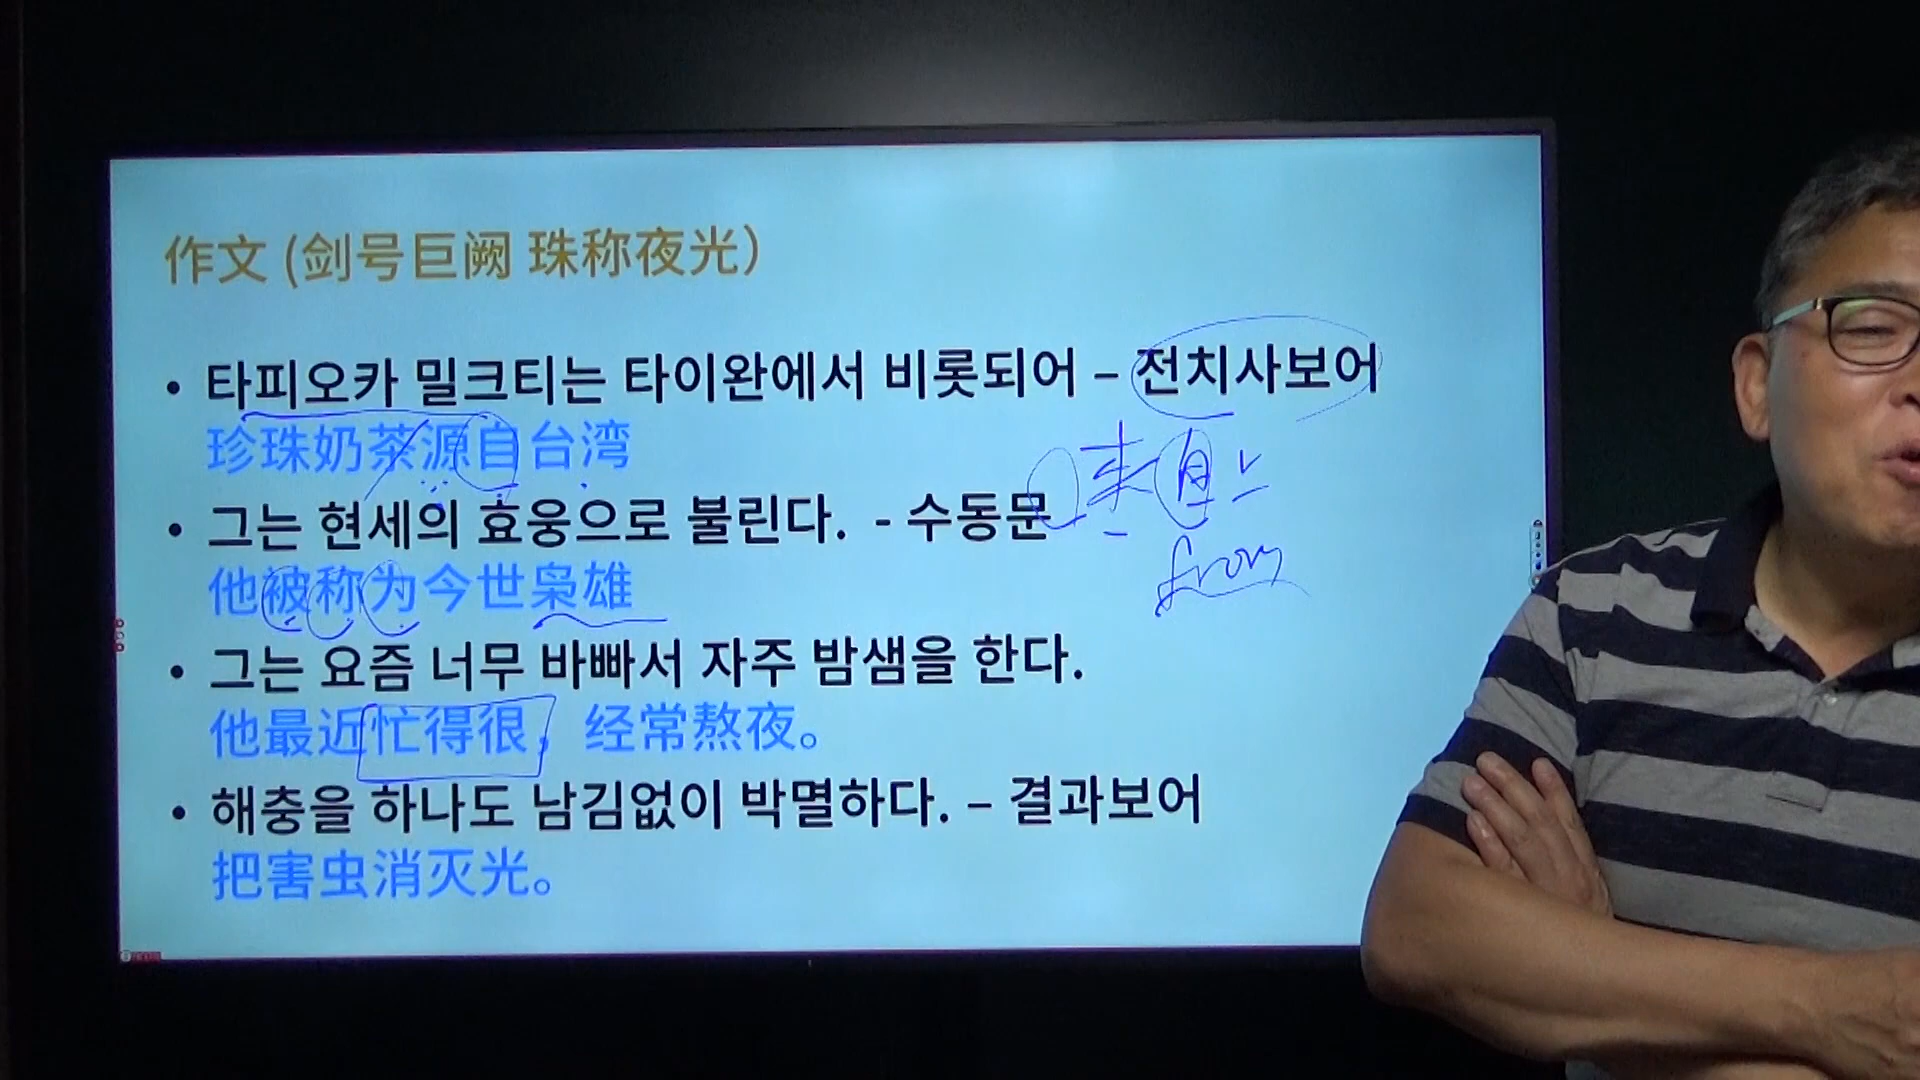 作文 (剑号巨阙 珠称夜光)
• 타피오카 밀크티는 타이완에서 비롯되어 – 전치사보어
珍珠奶茶源自台湾
来自
• 그는 현세의 효웅으로 불린다. - 수동문
from
他被称为今世枭雄
• 그는 요즘 너무 바빠서 자주 밤샘을 한다.
他最近忙得很，经常熬夜。
• 해충을 하나도 남김없이 박멸하다. – 결과보어
把害虫消灭光。